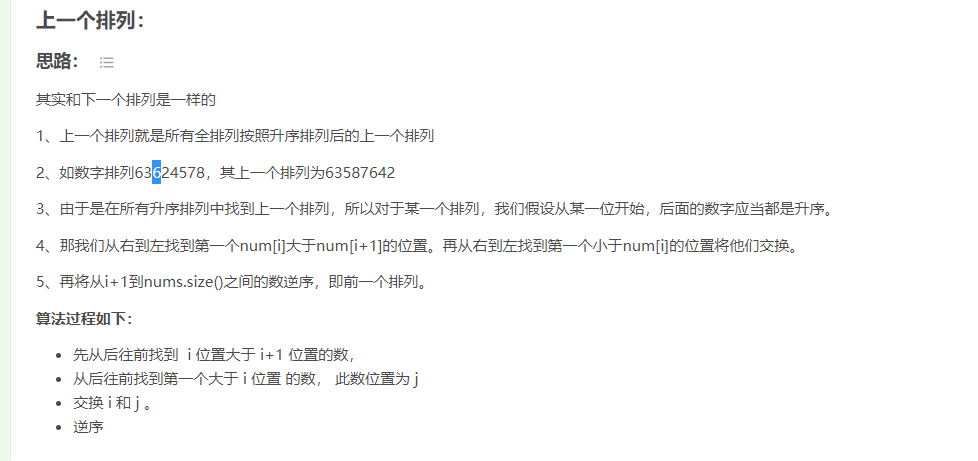 上一个排列：
思路：
其实和下一个排列是一样的
1、上一个排列就是所有全排列按照升序排列后的上一个排列
2、如数字排列63624578，其上一个排列为63587642
3、由于是在所有升序排列中找到上一个排列，所以对于某一个排列，我们假设从某一位开始，后面的数字应当都是升序。
4、那我们从右到左找到第一个num[i]大于num[i+1]的位置。再从右到左找到第一个小于num[i]的位置将他们交换。
5、再将从i+1到nums.size()之间的数逆序，即前一个排列。
算法过程如下：
• 先从后往前找到 i 位置大于 i+1 位置的数，
• 从后往前找到第一个大于 i 位置 的数， 此数位置为 j
• 交换 i 和 j 。
• 逆序